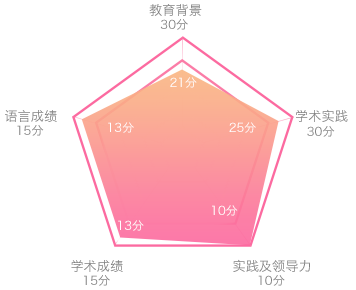 教育背景
30分
21分
语言成绩
15分
13分
25分
学术实践
30分
10分
13分
学术成绩
15分
实践及领导力
10分